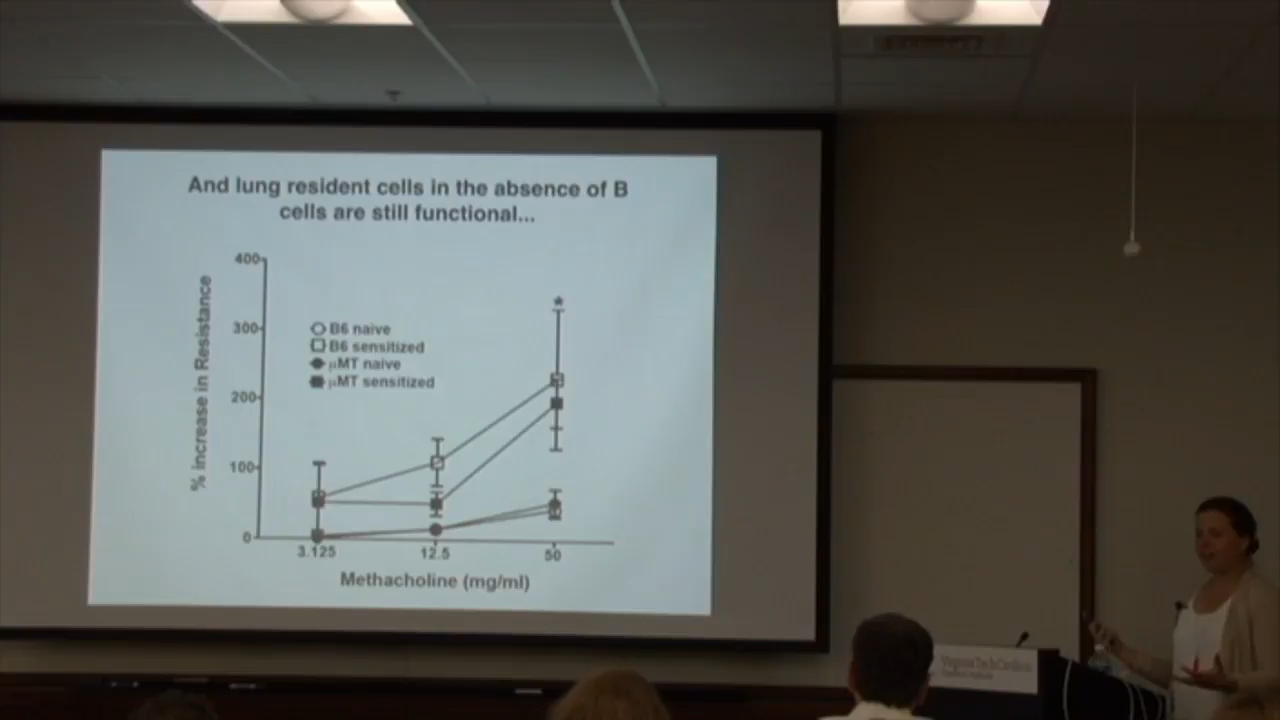 And lung resident cells in the absence of B
cells are still functional...
% increase in Resistance
400
300
200
100
0
B6 naive
B6 sensitized
µMT naive
µMT sensitized
*
3.125
12.5
50
Methacholine (mg/ml)
VirginiaTechCarilion